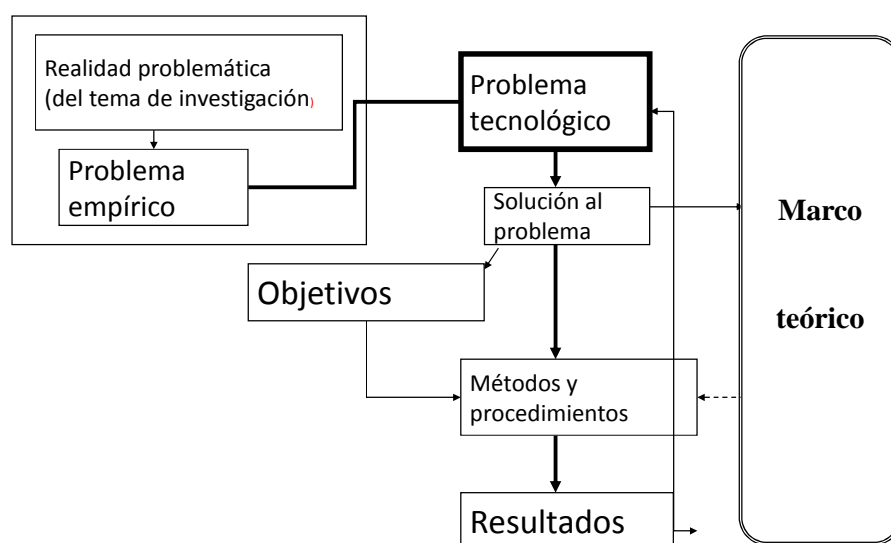 Realidad problemática
(del tema de investigación)
Problema
empírico
Problema
tecnológico
Solución al
problema
Objetivos
Métodos y
procedimientos
Resultados
Marco
teórico